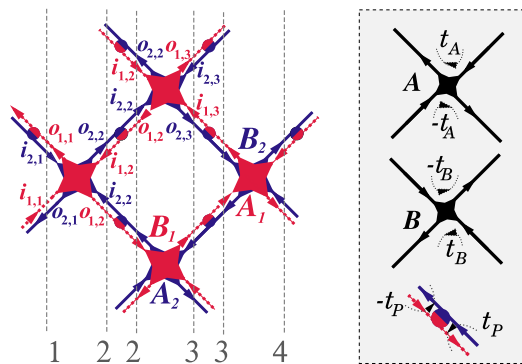 o2,2 o1,3
i1,2 i2,3
i2,2 i1,3
o1,1 o2,2 o1,2 o2,3 B2
i2,1 i1,2
i1,1 i2,2 A1
o2,1 o1,2 B1
A2
1 2 2 3 3 4
tA
A
-tA
-tB
B
tB
-tP tP